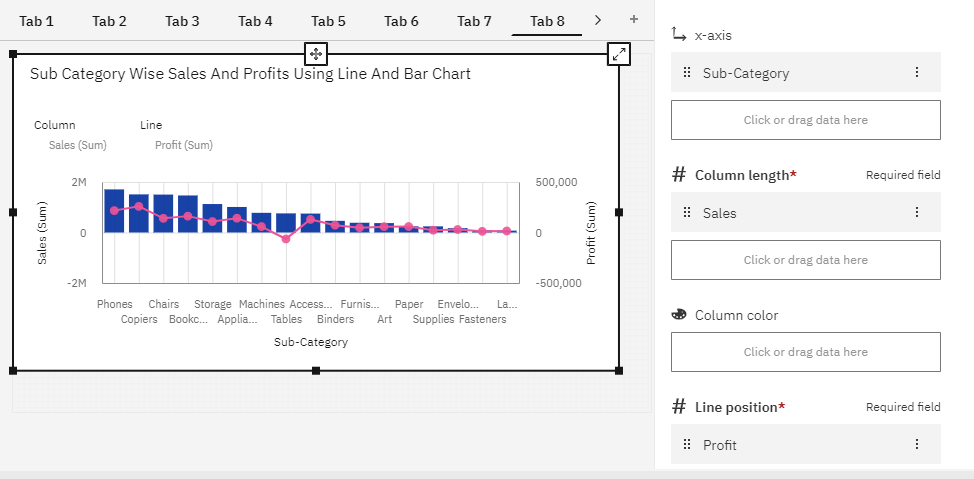 Tab 1 Tab 2 Tab 3 Tab 4 Tab 5 Tab 6 Tab 7 Tab 8 > +
Sub Category Wise Sales And Profits Using Line And Bar Chart
Column Line
Sales (Sum) Profit (Sum)
2M 500,000
0 0
-2M -500,000
Sales (Sum)
Profit (Sum)
Phones Chairs Storage Machines Access... Furnis... Paper Envelo... La...
Copiers Bookc... Applia... Tables Binders Art Supplies Fasteners
Sub-Category
x-axis
Sub-Category
Click or drag data here
# Column length* Required field
Sales
Click or drag data here
Column color
Click or drag data here
# Line position* Required field
Profit